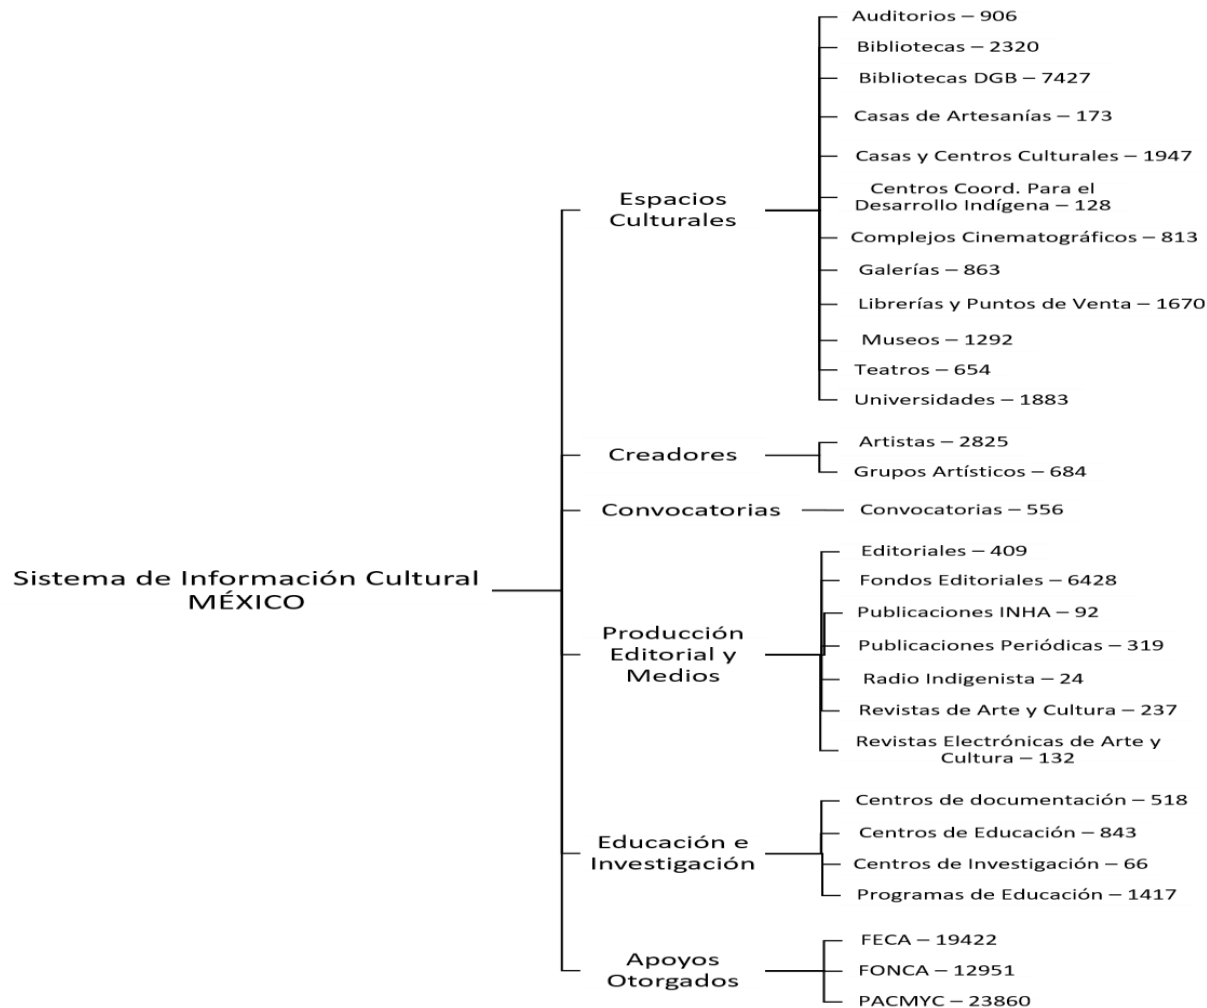 Sistema de Información Cultural
MÉXICO
Espacios
Culturales
Auditorios – 906
Bibliotecas – 2320
Bibliotecas DGB – 7427
Casas de Artesanías – 173
Casas y Centros Culturales – 1947
Centros Coord. Para el
Desarrollo Indígena – 128
Complejos Cinematográficos – 813
Galerías – 863
Librerías y Puntos de Venta – 1670
Museos – 1292
Teatros – 654
Universidades – 1883
Creadores
Artistas – 2825
Grupos Artísticos – 684
Convocatorias
Convocatorias – 556
Producción
Editorial y
Medios
Editoriales – 409
Fondos Editoriales – 6428
Publicaciones INHA – 92
Publicaciones Periódicas – 319
Radio Indigenista – 24
Revistas de Arte y Cultura – 237
Revistas Electrónicas de Arte y
Cultura – 132
Educación e
Investigación
Centros de documentación – 518
Centros de Educación – 843
Centros de Investigación – 66
Programas de Educación – 1417
Apoyos
Otorgados
FECA – 19422
FONCA – 12951
PACMYC – 23860